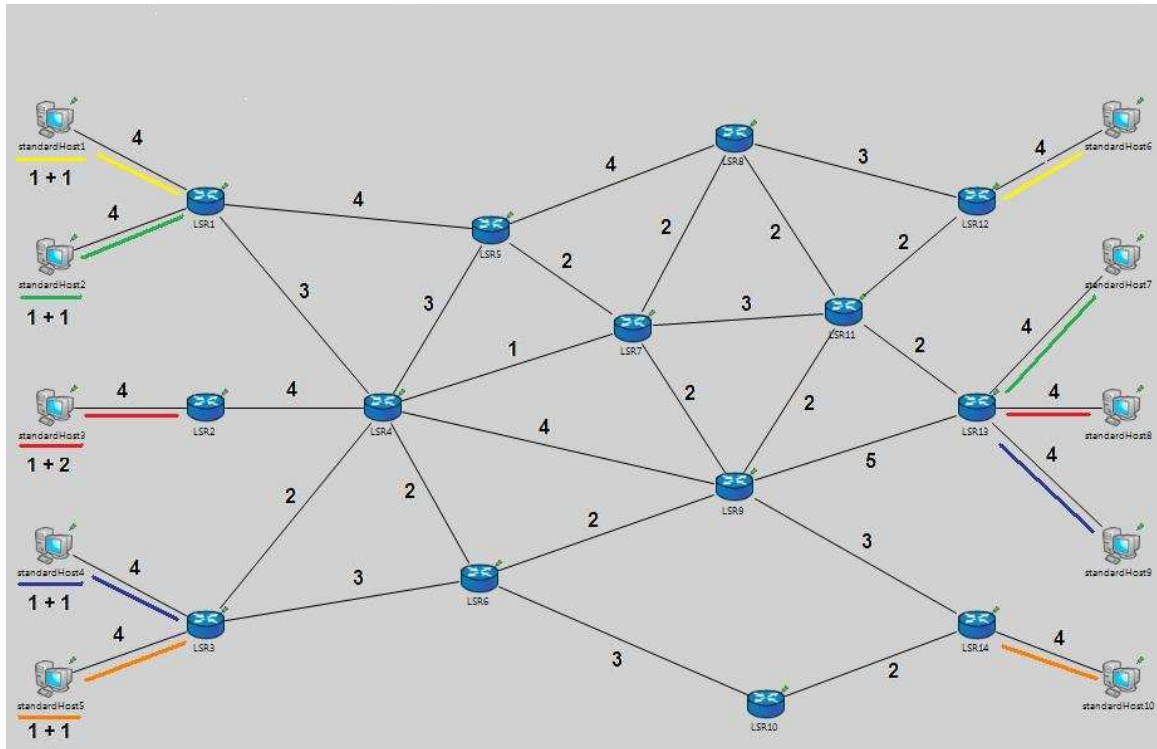 standardHost1
1 + 1
4
4
standardHost2
1 + 1
LSR1
4
3
LSR5
4
LSR8
3
4
standardHost6
LSR12
2
2
2
2
3
1
LSR7
3
LSR11
2
4
standardHost7
standardHost3
1 + 2
4
LSR2
4
LSR4
4
2
2
LSR13
4
standardHost8
5
4
2
2
LSR9
2
3
standardHost9
standardHost4
1 + 1
4
4
LSR3
3
LSR6
3
LSR14
4
2
LSR10
standardHost5
1 + 1
standardHost10